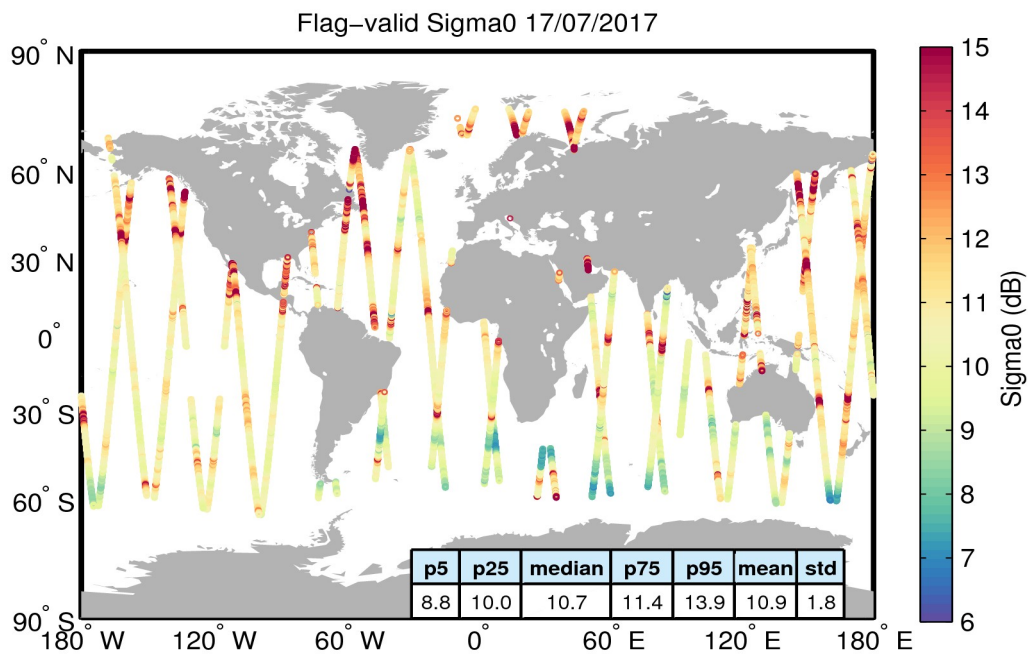 Flag−valid Sigma0 17/07/2017
90° N
60° N
30° N
0°
30° S
60° S
90° S
180° W
120° W
60° W
0°
60° E
120° E
180° E
p5 p25 median p75 p95 mean std
8.8 10.0 10.7 11.4 13.9 10.9 1.8
15
14
13
12
11
10
9
8
7
6
Sigma0 (dB)